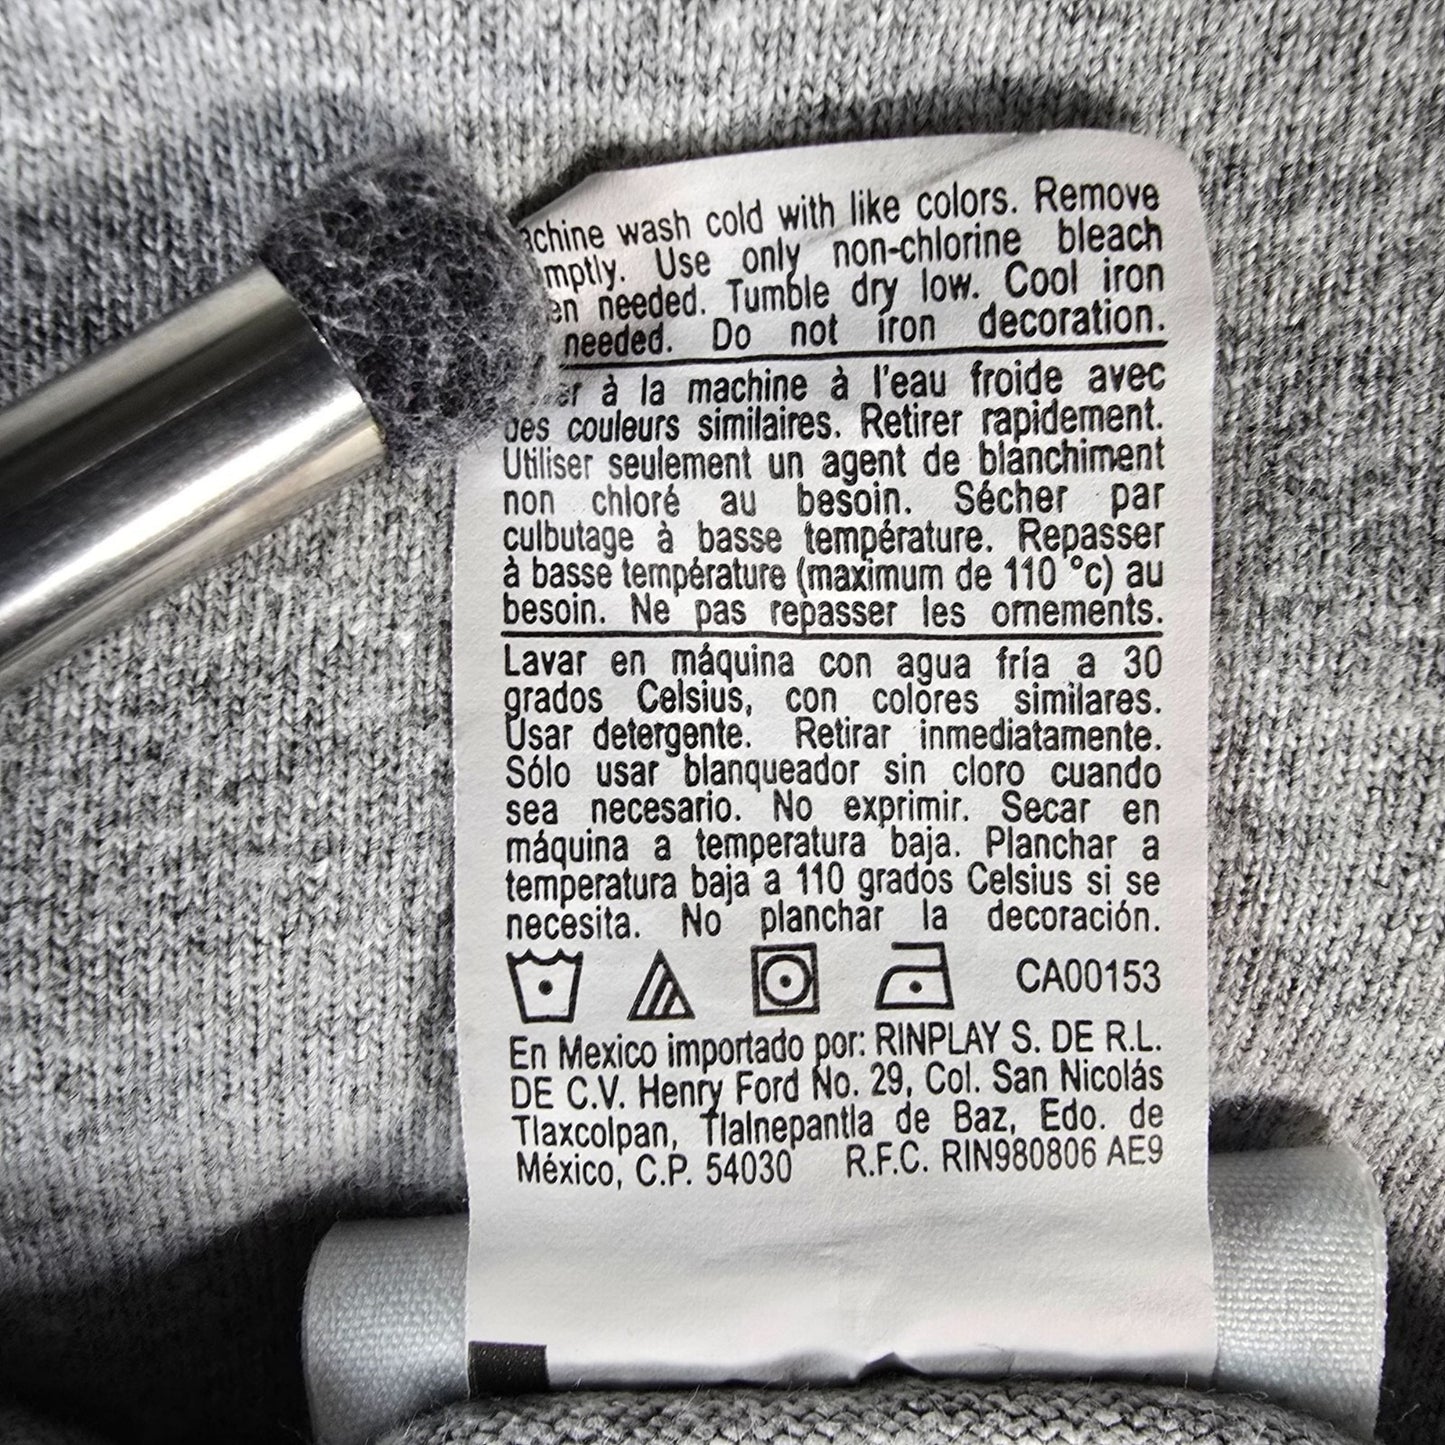 wash cold with like colors. Remove
Use only non-chlorine bleach
needed. Tumble dry low. Cool iron
needed. Do not iron decoration.
à la machine à l'eau froide avec
des couleurs similaires. Retirer rapidement.
Utiliser seulement un agent de blanchiment
non chloré au besoin. Sécher par
culbutage à basse température. Repasser
à basse température (maximum de 110 °c) au
besoin. Ne pas repasser les ornements.
Lavar en máquina con agua fría a 30
grados Celsius, con colores similares.
Usar detergente. Retirar inmediatamente.
Sólo usar blanqueador sin cloro cuando
sea necesario. No exprimir. Secar en
máquina a temperatura baja. Planchar a
temperatura baja a 110 grados Celsius si se
necesita. No planchar la decoración.
CA00153
En Mexico importado por: RINPLAY S. DE R.L.
DE C.V. Henry Ford No. 29, Col. San Nicolás
Tlaxcolpan, Tlalnepantla de Baz, Edo. de
México, C.P. 54030 R.F.C. RIN980806 AE9